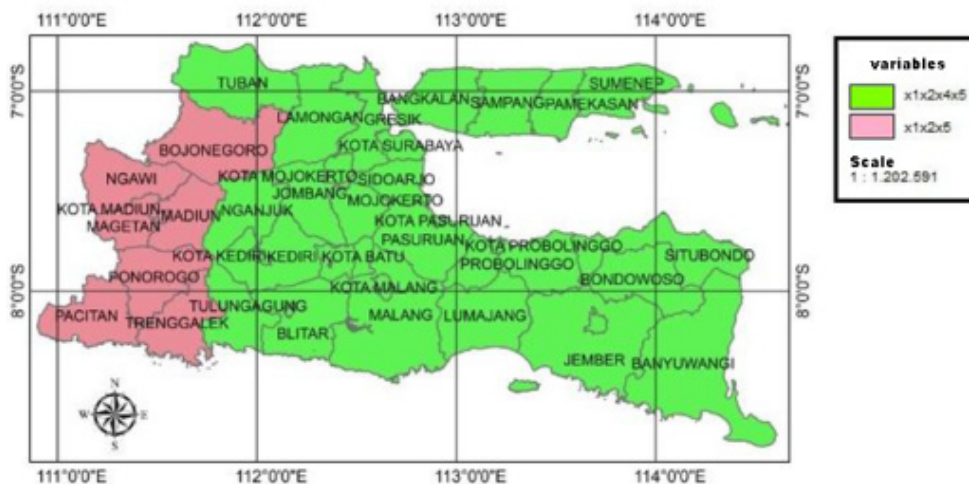 111°0'0"E 112°0'0"E 113°0'0"E 114°0'0"E
7°0'0"S 7°0'0"S
TUBAN
SUMENEP
BANGKALAN
SAMPANG
PAMEKASAN
LAMONGAN
GRESIK
BOJONEGORO
KOTA SURABAYA
NGAWI
KOTA MOJOKERTO
SIDOARJO
JOMBANG
MOJOKERTO
KOTA MADIUN
MADIUN
NGANJUK
MAGETAN
KOTA PASURUAN
PASURUAN
KOTA PROBOLINGGO
PROBOLINGGO
SITUBONDO
KOTA KEDIRI
KEDIRI
KOTA BATU
PONOROGO
BONDOWOSO
KOTA MALANG
8°0'0"S 8°0'0"S
TULUNGAGUNG
PACITAN
TRENGGALEK
BLITAR
MALANG
LUMAJANG
JEMBER
BANYUWANGI
N
W E
S
111°0'0"E 112°0'0"E 113°0'0"E 114°0'0"E
variables
x1x2x4x5
x1x2x5
Scale
1 : 1.202.591